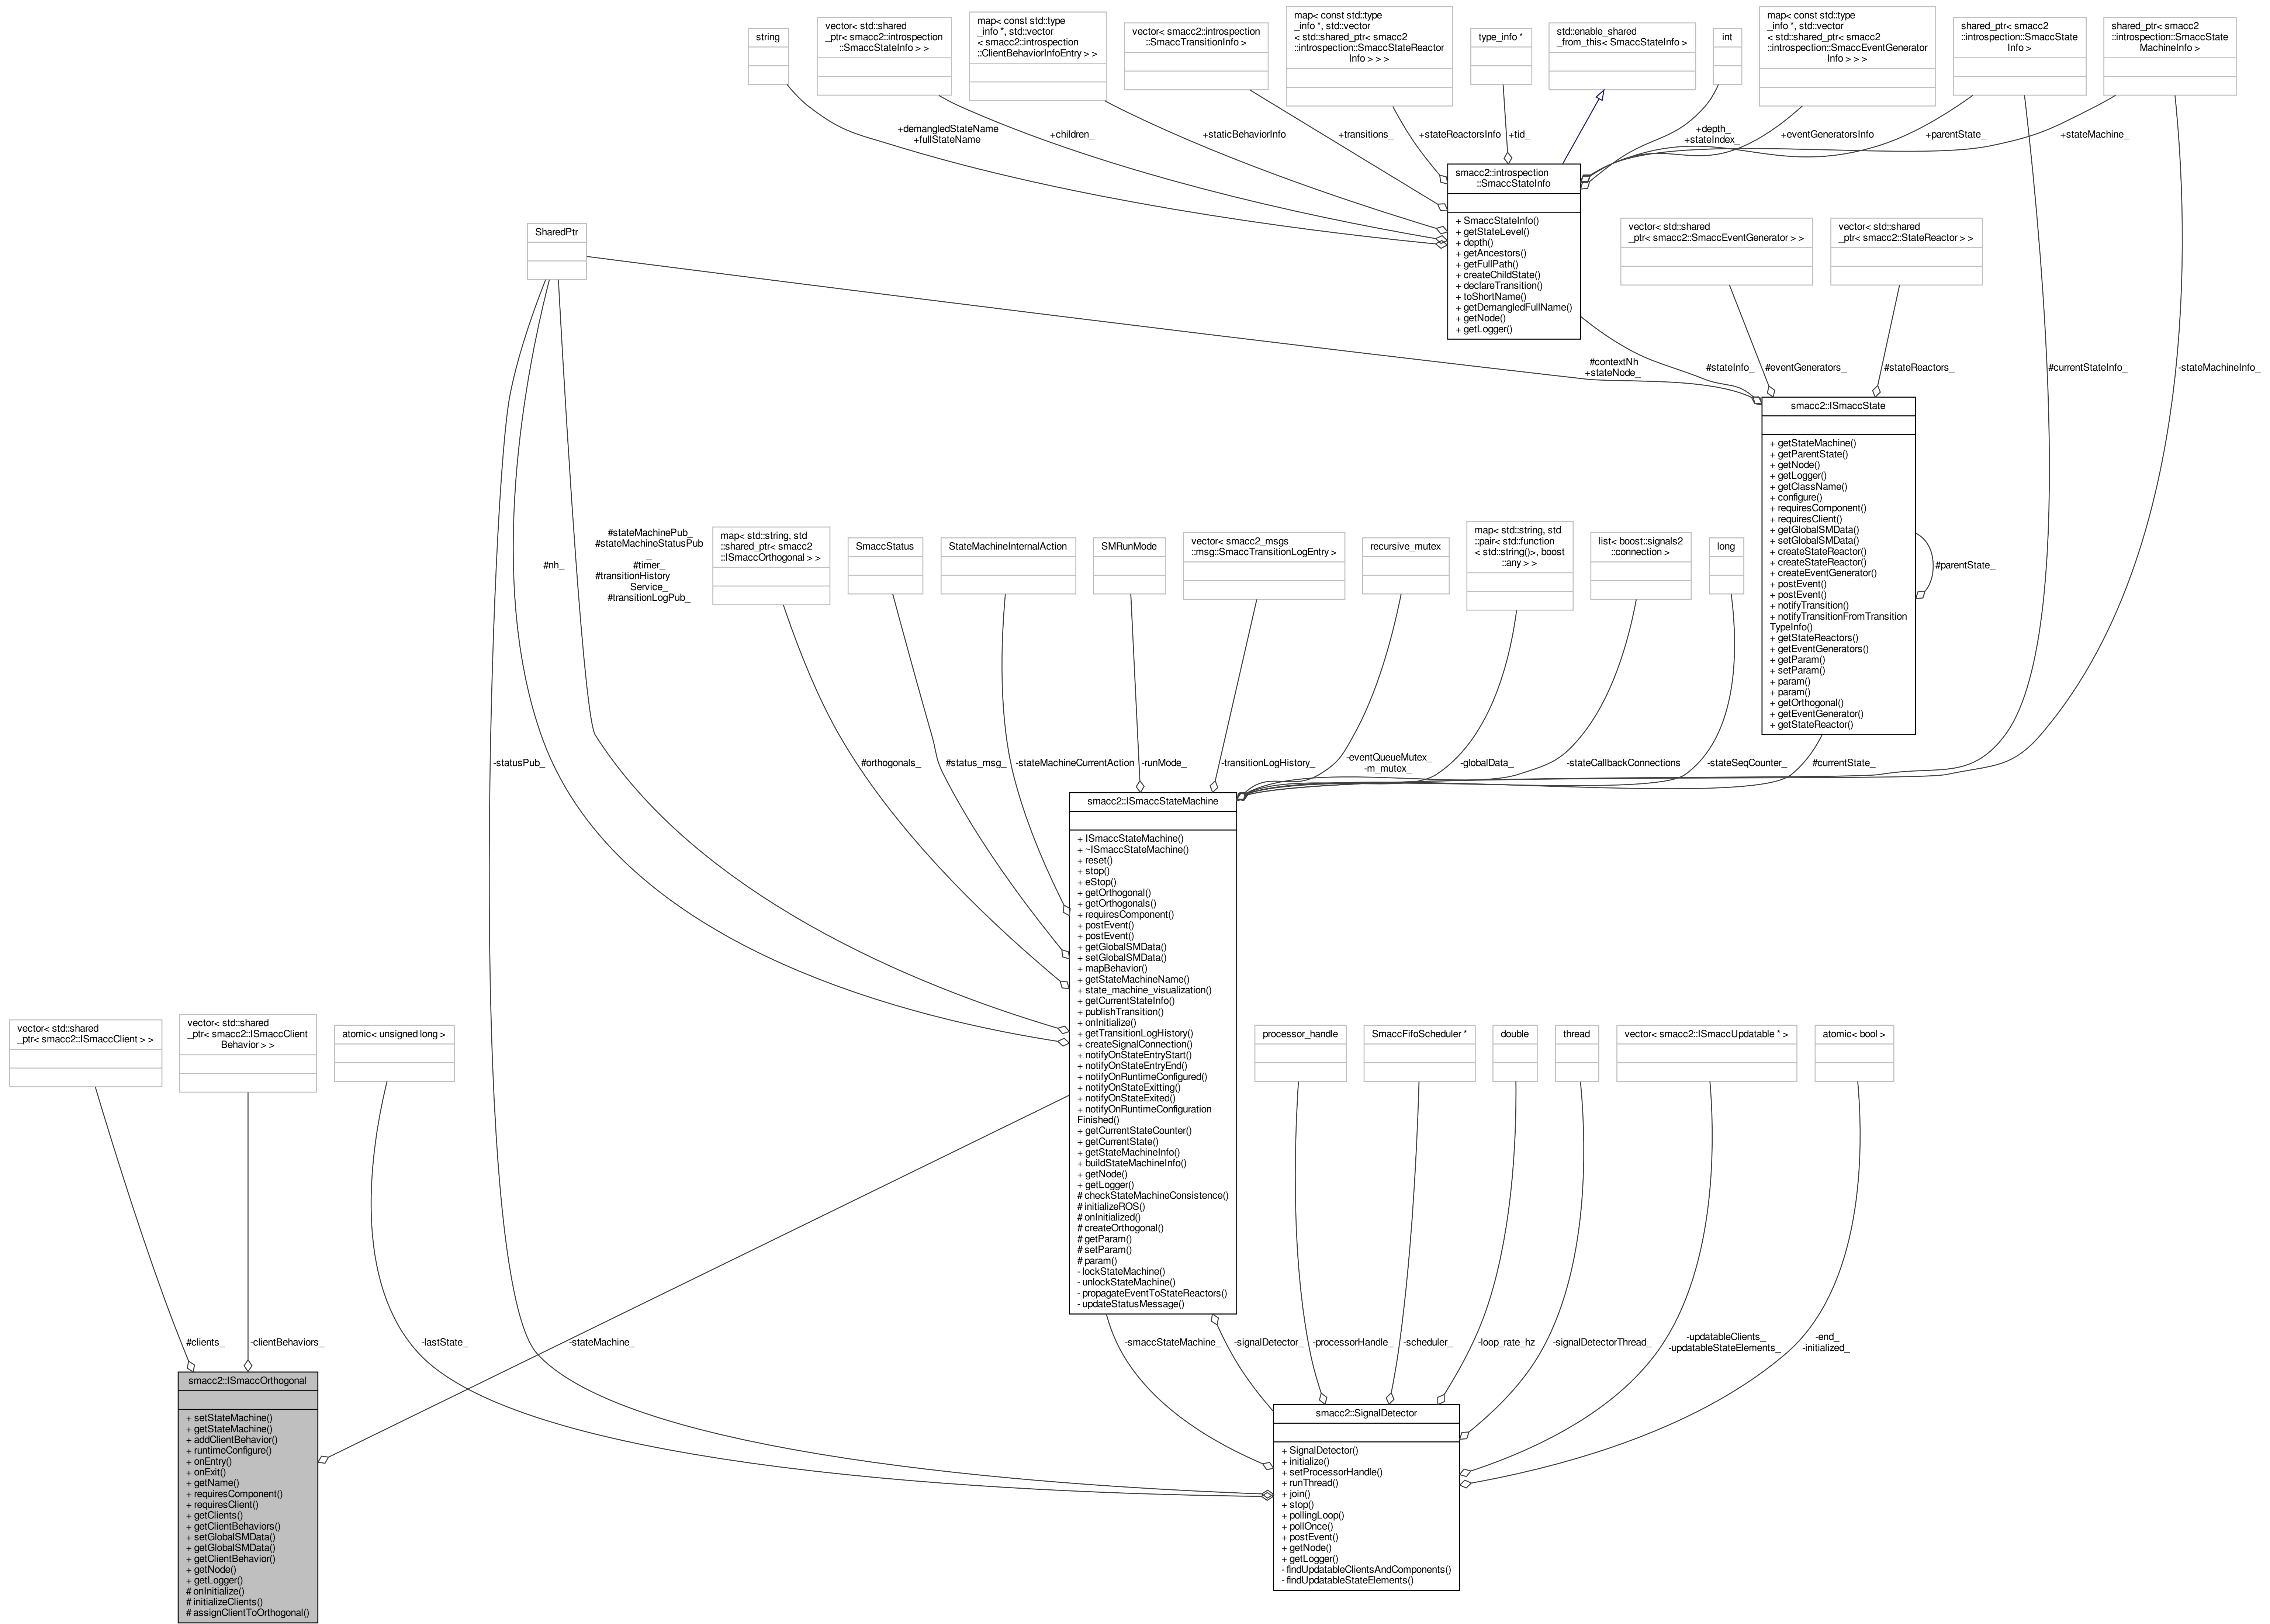 string
vector< std::shared
_ptr< smacc2::introspection
::SmaccStateInfo > >
map< const std::type
_info *, std::vector
< smacc2::introspection
::ClientBehaviorInfoEntry > >
vector< smacc2::introspection
::SmaccTransitionInfo >
map< const std::type
_info *, std::vector
< std::shared_ptr< smacc2
::introspection::SmaccStateReactor
Info > > >
type_info *
std::enable_shared
_from_this< SmaccStateInfo >
int
map< const std::type
_info *, std::vector
< std::shared_ptr< smacc2
::introspection::SmaccEventGenerator
Info > > >
shared_ptr< smacc2
::introspection::SmaccState
Info >
shared_ptr< smacc2
::introspection::SmaccState
MachineInfo >
+demangledStateName
+fullStateName
+children_
+staticBehaviorInfo
+transitions_
+stateReactorsInfo
+tid_
+depth_
+stateIndex_
+eventGeneratorsInfo
+parentState_
+stateMachine_
smacc2::introspection
::SmaccStateInfo
+ SmaccStateInfo()
+ getStateLevel()
+ depth()
+ getAncestors()
+ getFullPath()
+ createChildState()
+ declareTransition()
+ toShortName()
+ getDemangledFullName()
+ getNode()
+ getLogger()
SharedPtr
vector< std::shared
_ptr< smacc2::SmaccEventGenerator > >
vector< std::shared
_ptr< smacc2::StateReactor > >
#contextNh
+stateNode_
#stateInfo_
#eventGenerators_
#stateReactors_
#currentStateInfo_
-stateMachineInfo_
smacc2::ISmaccState
+ getStateMachine()
+ getParentState()
+ getNode()
+ getLogger()
+ getClassName()
+ configure()
+ requiresComponent()
+ requiresClient()
+ getGlobalSMData()
+ setGlobalSMData()
+ createStateReactor()
+ createStateReactor()
+ createEventGenerator()
+ postEvent()
+ postEvent()
+ notifyTransition()
+ notifyTransitionFromTransition
TypeInfo()
+ getStateReactors()
+ getEventGenerators()
+ getParam()
+ setParam()
+ param()
+ param()
+ getOrthogonal()
+ getEventGenerator()
+ getStateReactor()
#parentState_
#nh_
#stateMachinePub_
#stateMachineStatusPub
_
#timer_
#transitionHistory
Service_
#transitionLogPub_
map< std::string, std
::shared_ptr< smacc2
::ISmaccOrthogonal > >
SmaccStatus
StateMachineInternalAction
SMRunMode
vector< smacc2_msgs
::msg::SmaccTransitionLogEntry >
recursive_mutex
map< std::string, std
::pair< std::function
< std::string()>, boost
::any > >
list< boost::signals2
::connection >
long
-statusPub_
#orthogonals_
#status_msg_
-stateMachineCurrentAction
-runMode_
-transitionLogHistory_
-eventQueueMutex_
-m_mutex_
-globalData_
-stateCallbackConnections
-stateSeqCounter_
#currentState_
smacc2::ISmaccStateMachine
+ ISmaccStateMachine()
+ ~ISmaccStateMachine()
+ reset()
+ stop()
+ eStop()
+ getOrthogonal()
+ getOrthogonals()
+ requiresComponent()
+ postEvent()
+ postEvent()
+ getGlobalSMData()
+ setGlobalSMData()
+ mapBehavior()
+ getStateMachineName()
+ state_machine_visualization()
+ getCurrentStateInfo()
+ publishTransition()
+ onInitialize()
+ getTransitionLogHistory()
+ createSignalConnection()
+ notifyOnStateEntryStart()
+ notifyOnStateEntryEnd()
+ notifyOnRuntimeConfigured()
+ notifyOnStateExitting()
+ notifyOnStateExited()
+ notifyOnRuntimeConfiguration
Finished()
+ getCurrentStateCounter()
+ getCurrentState()
+ getStateMachineInfo()
+ buildStateMachineInfo()
+ getNode()
+ getLogger()
# checkStateMachineConsistence()
# initializeROS()
# onInitialized()
# createOrthogonal()
# getParam()
# setParam()
# param()
- lockStateMachine()
- unlockStateMachine()
- propagateEventToStateReactors()
- updateStatusMessage()
vector< std::shared
_ptr< smacc2::ISmaccClient > >
vector< std::shared
_ptr< smacc2::ISmaccClient
Behavior > >
atomic< unsigned long >
processor_handle
SmaccFifoScheduler *
double
thread
vector< smacc2::ISmaccUpdatable * >
atomic< bool >
#clients_
-clientBehaviors_
-lastState_
-stateMachine_
-smaccStateMachine_
-signalDetector_
-processorHandle_
-scheduler_
-loop_rate_hz
-signalDetectorThread_
-updatableClients_
-updatableStateElements_
-end_
-initialized_
smacc2::ISmaccOrthogonal
+ setStateMachine()
+ getStateMachine()
+ addClientBehavior()
+ runtimeConfigure()
+ onEntry()
+ onExit()
+ getName()
+ requiresComponent()
+ requiresClient()
+ getClients()
+ getClientBehaviors()
+ setGlobalSMData()
+ getGlobalSMData()
+ getClientBehavior()
+ getNode()
+ getLogger()
# onInitialize()
# initializeClients()
# assignClientToOrthogonal()
smacc2::SignalDetector
+ SignalDetector()
+ initialize()
+ setProcessorHandle()
+ runThread()
+ join()
+ stop()
+ pollingLoop()
+ pollOnce()
+ postEvent()
+ getNode()
+ getLogger()
- findUpdatableClientsAndComponents()
- findUpdatableStateElements()